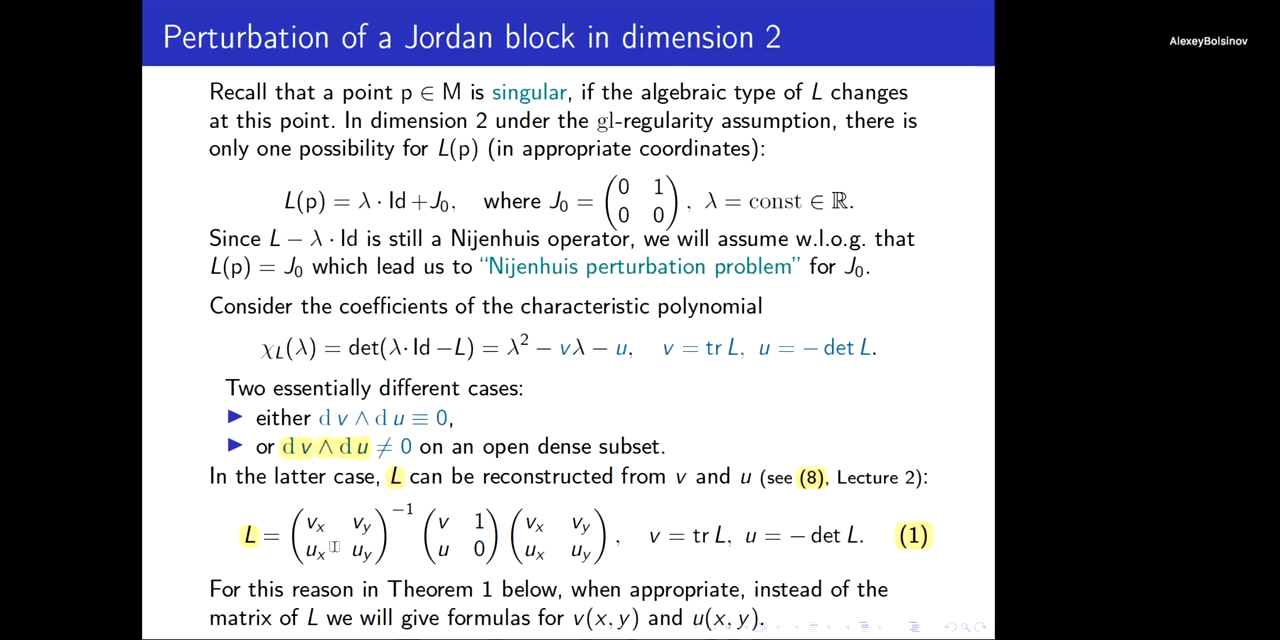 Perturbation of a Jordan block in dimension 2
AlexeyBolsinov
Recall that a point p ∈ M is singular, if the algebraic type of L changes
at this point. In dimension 2 under the gl-regularity assumption, there is
only one possibility for L(p) (in appropriate coordinates):
L(p) = λ · Id + J₀, where J₀ = (0 1; 0 0), λ = const ∈ ℝ.
Since L − λ · Id is still a Nijenhuis operator, we will assume w.l.o.g. that
L(p) = J₀ which lead us to “Nijenhuis perturbation problem” for J₀.
Consider the coefficients of the characteristic polynomial
χ_L(λ) = det(λ· Id −L) = λ² − vλ − u, v = tr L, u = − det L.
Two essentially different cases:
▶ either d v ∧ d u ≡ 0,
▶ or d v ∧ d u ≠ 0 on an open dense subset.
In the latter case, L can be reconstructed from v and u (see (8), Lecture 2):
L = (v_x v_y; u_x u_y)⁻¹ (v 1; u 0) (v_x v_y; u_x u_y), v = tr L, u = − det L. (1)
For this reason in Theorem 1 below, when appropriate, instead of the
matrix of L we will give formulas for v(x, y) and u(x, y).